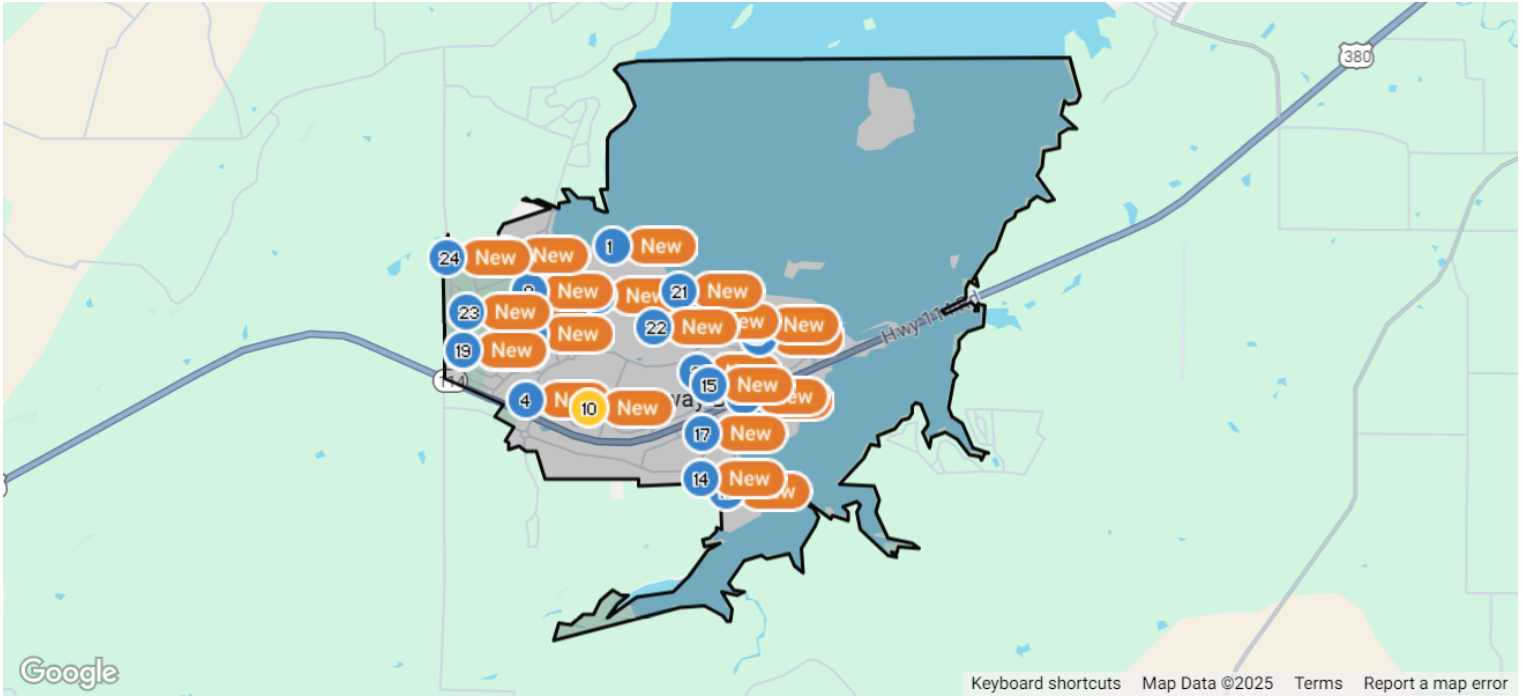 380
1 New
24 New
New
New
New
21 New
23 New
Hwy 114 Rd
22 New
New
New
19 New
114
15 New
4
10 New
17 New
14 New
Google
Keyboard shortcuts Map Data ©2025 Terms Report a map error